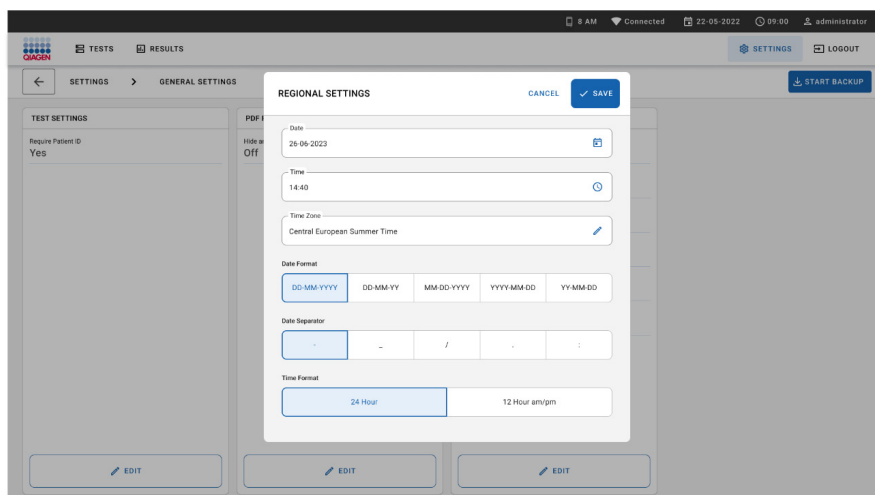 8 AM Connected 22-05-2022 09:00 administrator
QIAGEN TESTS RESULTS SETTINGS LOGOUT
SETTINGS > GENERAL SETTINGS START BACKUP
TEST SETTINGS
Require Patient ID
Yes
PDF
Hide
Off
REGIONAL SETTINGS CANCEL SAVE
Date
26-06-2023
Time
14:40
Time Zone
Central European Summer Time
Date Format
DD-MM-YYYY DD-MM-YY MM-DD-YYYY YYYY-MM-DD YY-MM-DD
Date Separator
- _ / . :
Time Format
24 Hour 12 Hour am/pm
EDIT EDIT EDIT